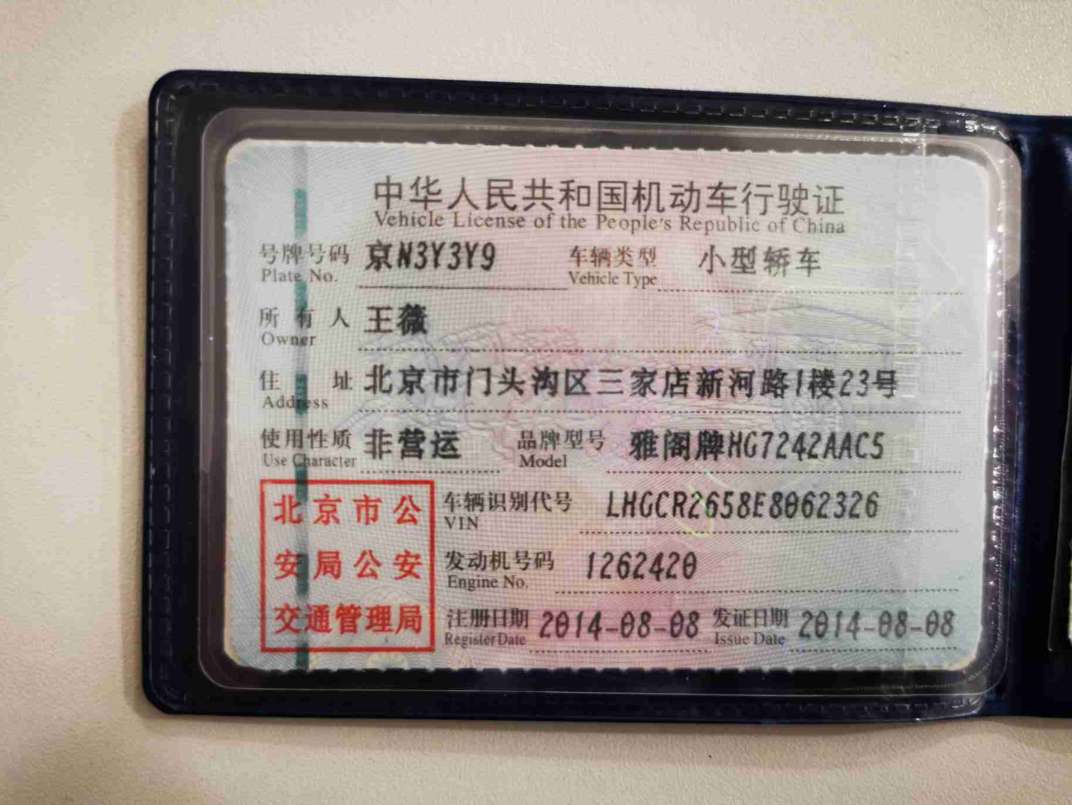 中华人民共和国机动车行驶证
Vehicle License of the People's Republic of China
号牌号码 京N3Y3Y9 车辆类型 小型轿车
Plate No. Vehicle Type
所有人 王薇
Owner
住址 北京市门头沟区三家店新河路1楼23号
Address
使用性质 非营运 品牌型号 雅阁牌HG7242AAC5
Use Character Model
北京市公
安局公安
交通管理局
车辆识别代号 LHGCR2658E8062326
VIN
发动机号码 1262420
Engine No.
注册日期 2014-08-08 发证日期 2014-08-08
Register Date Issue Date